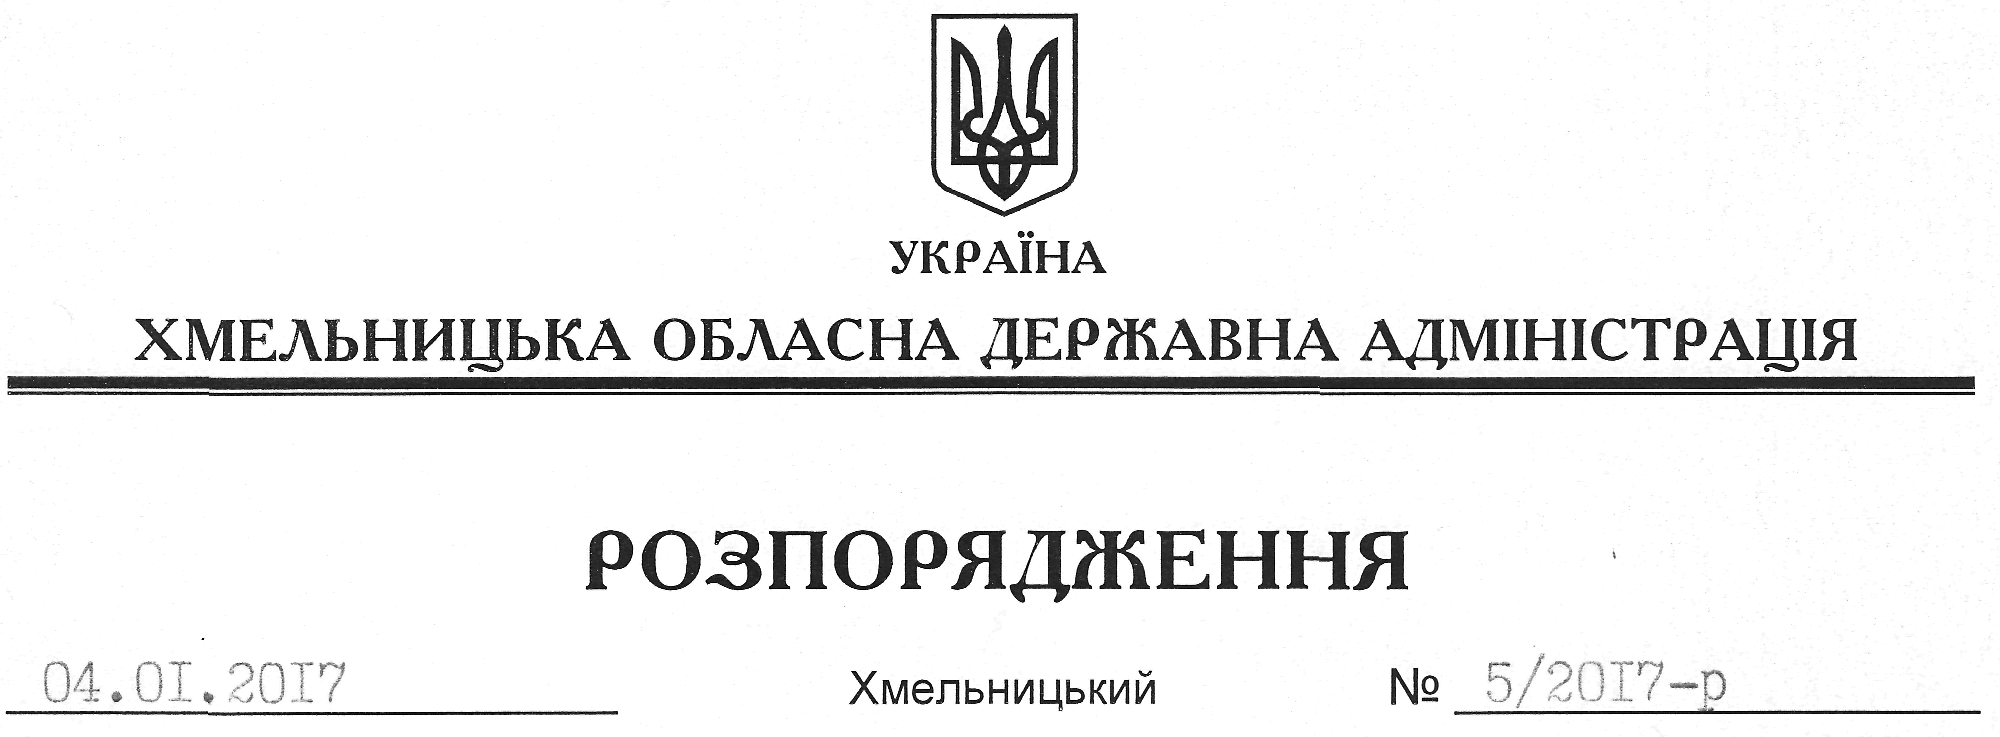 УКРАЇНА
ХМЕЛЬНИЦЬКА ОБЛАСНА ДЕРЖАВНА АДМІНІСТРАЦІЯ
РОЗПОРЯДЖЕННЯ
04.01.2017 Хмельницький № 5/2017-р